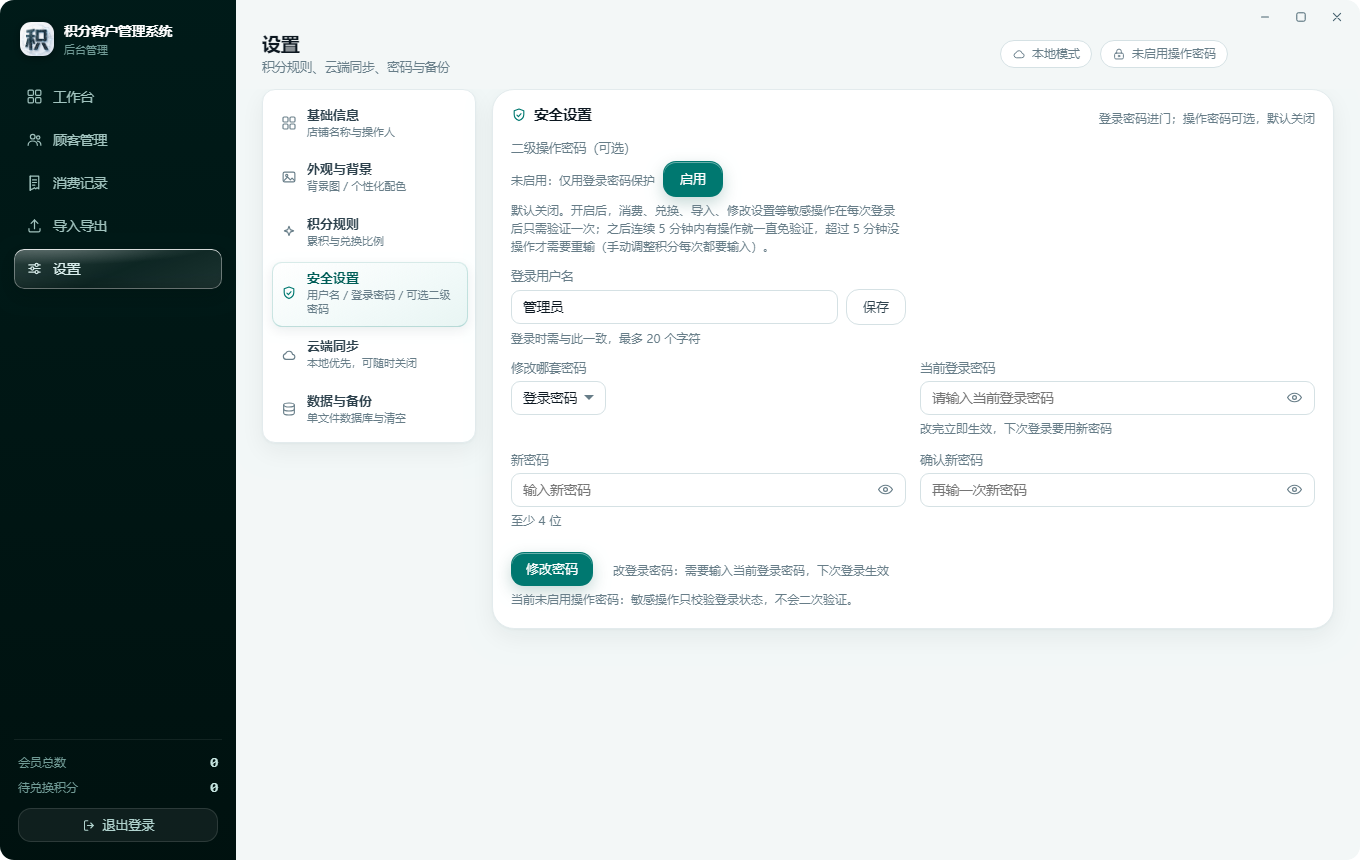 积
积分客户管理系统
后台管理
工作台
顾客管理
消费记录
导入导出
设置
会员总数 0
待兑换积分 0
退出登录
设置
积分规则、云端同步、密码与备份
本地模式
未启用操作密码
基础信息
店铺名称与操作人
外观与背景
背景图 / 个性化配色
积分规则
累积与兑换比例
安全设置
用户名 / 登录密码 / 可选二级
密码
云端同步
本地优先，可随时关闭
数据与备份
单文件数据库与清空
安全设置
登录密码进门；操作密码可选，默认关闭
二级操作密码（可选）
未启用：仅用登录密码保护 启用
默认关闭。开启后，消费、兑换、导入、修改设置等敏感操作在每次登录
后只需验证一次；之后连续 5 分钟内有操作就一直免验证，超过 5 分钟没
操作才需要重输（手动调整积分每次都要输入）。
登录用户名
管理员 保存
登录时需与此一致，最多 20 个字符
修改哪套密码
登录密码
当前登录密码
请输入当前登录密码
改完立即生效，下次登录要用新密码
新密码
输入新密码
至少 4 位
确认新密码
再输一次新密码
修改密码 改登录密码：需要输入当前登录密码，下次登录生效
当前未启用操作密码：敏感操作只校验登录状态，不会二次验证。